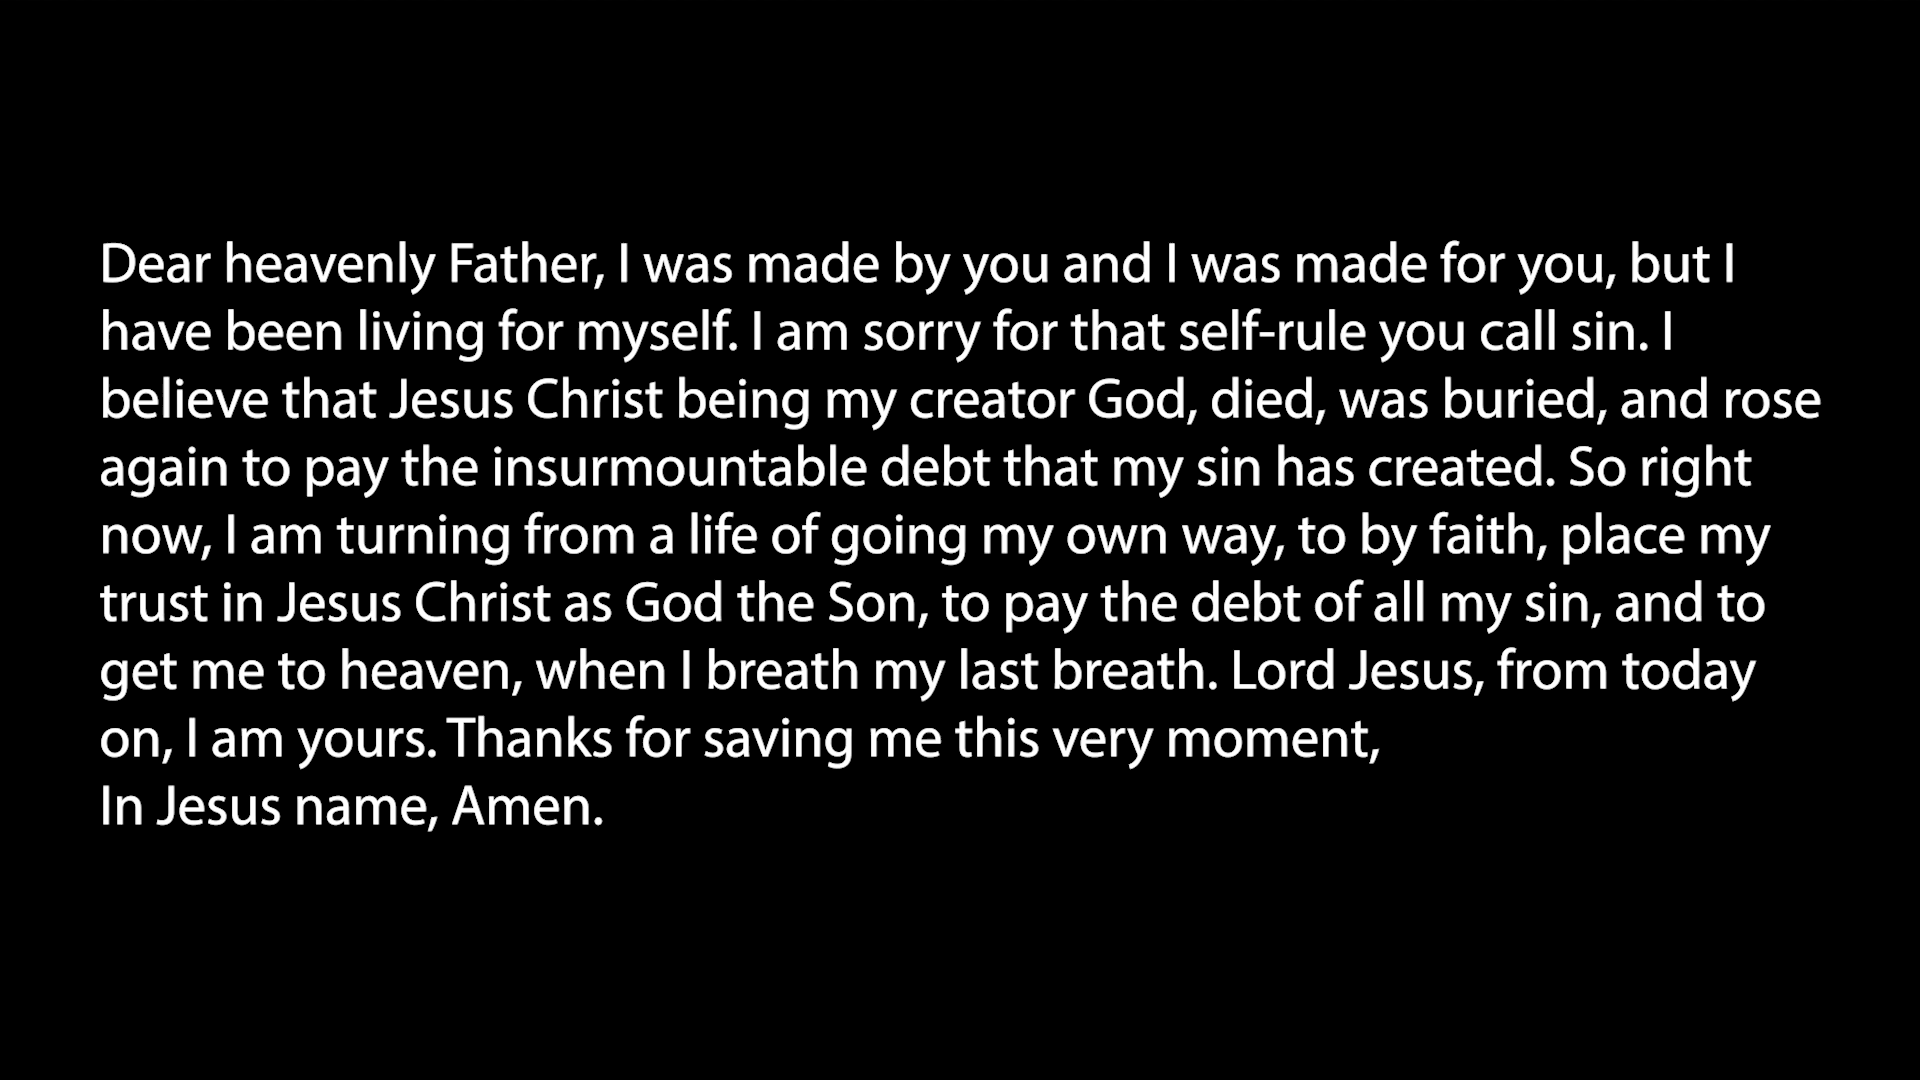 Dear heavenly Father, I was made by you and I was made for you, but I
have been living for myself. I am sorry for that self-rule you call sin. I
believe that Jesus Christ being my creator God, died, was buried, and rose
again to pay the insurmountable debt that my sin has created. So right
now, I am turning from a life of going my own way, to by faith, place my
trust in Jesus Christ as God the Son, to pay the debt of all my sin, and to
get me to heaven, when I breath my last breath. Lord Jesus, from today
on, I am yours. Thanks for saving me this very moment,
In Jesus name, Amen.